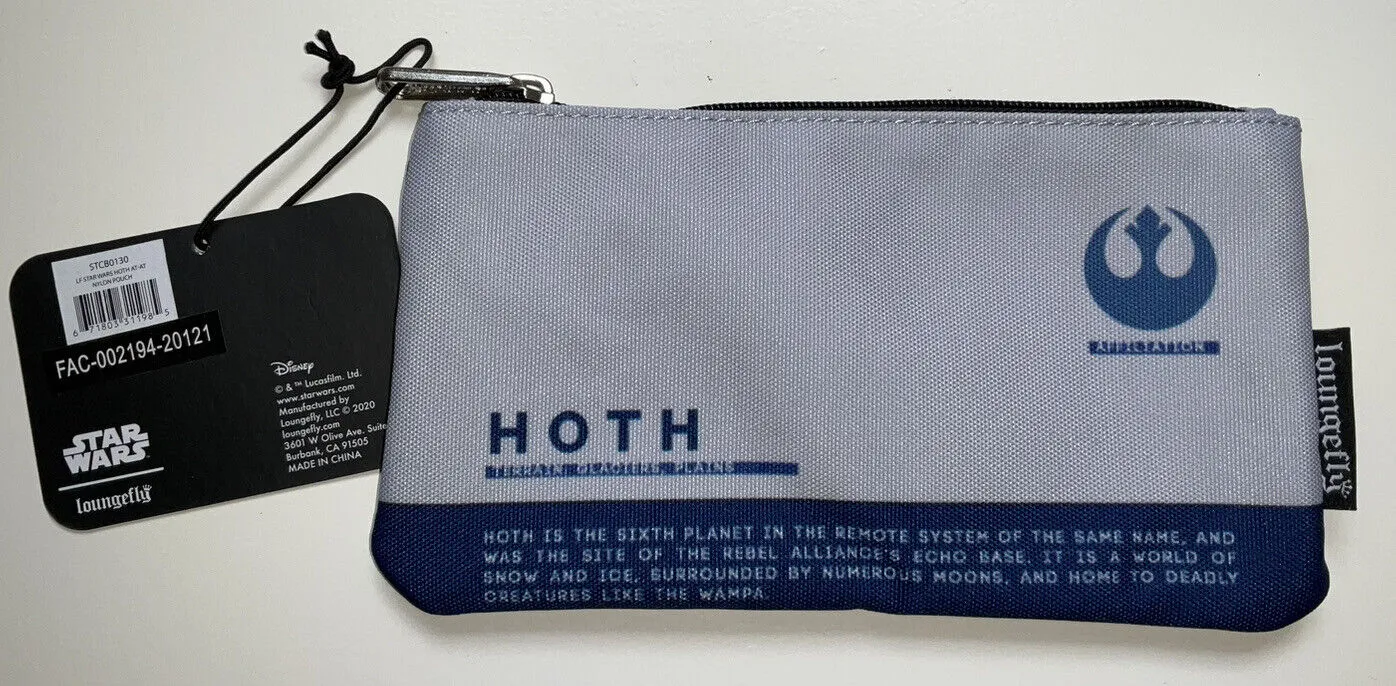 STCB0130
LF STAR WARS HOTH AT-AT
NYLON POUCH
6 71803 31198 5
FAC-002194-20121
Disney
© & ™ Lucasfilm. Ltd.
www.starwars.com
Manufactured by
Loungefly, LLC © 2020
loungefly.com
3601 W Olive Ave. Suite
Burbank, CA 91505
MADE IN CHINA
STAR
WARS
loungefly
AFFILIATION
HOTH
TERRAIN: GLACIERS, PLAINS
HOTH IS THE SIXTH PLANET IN THE REMOTE SYSTEM OF THE SAME NAME, AND
WAS THE SITE OF THE REBEL ALLIANCE'S ECHO BASE. IT IS A WORLD OF
SNOW AND ICE, SURROUNDED BY NUMEROUS MOONS, AND HOME TO DEADLY
CREATURES LIKE THE WAMPA.
loungefly